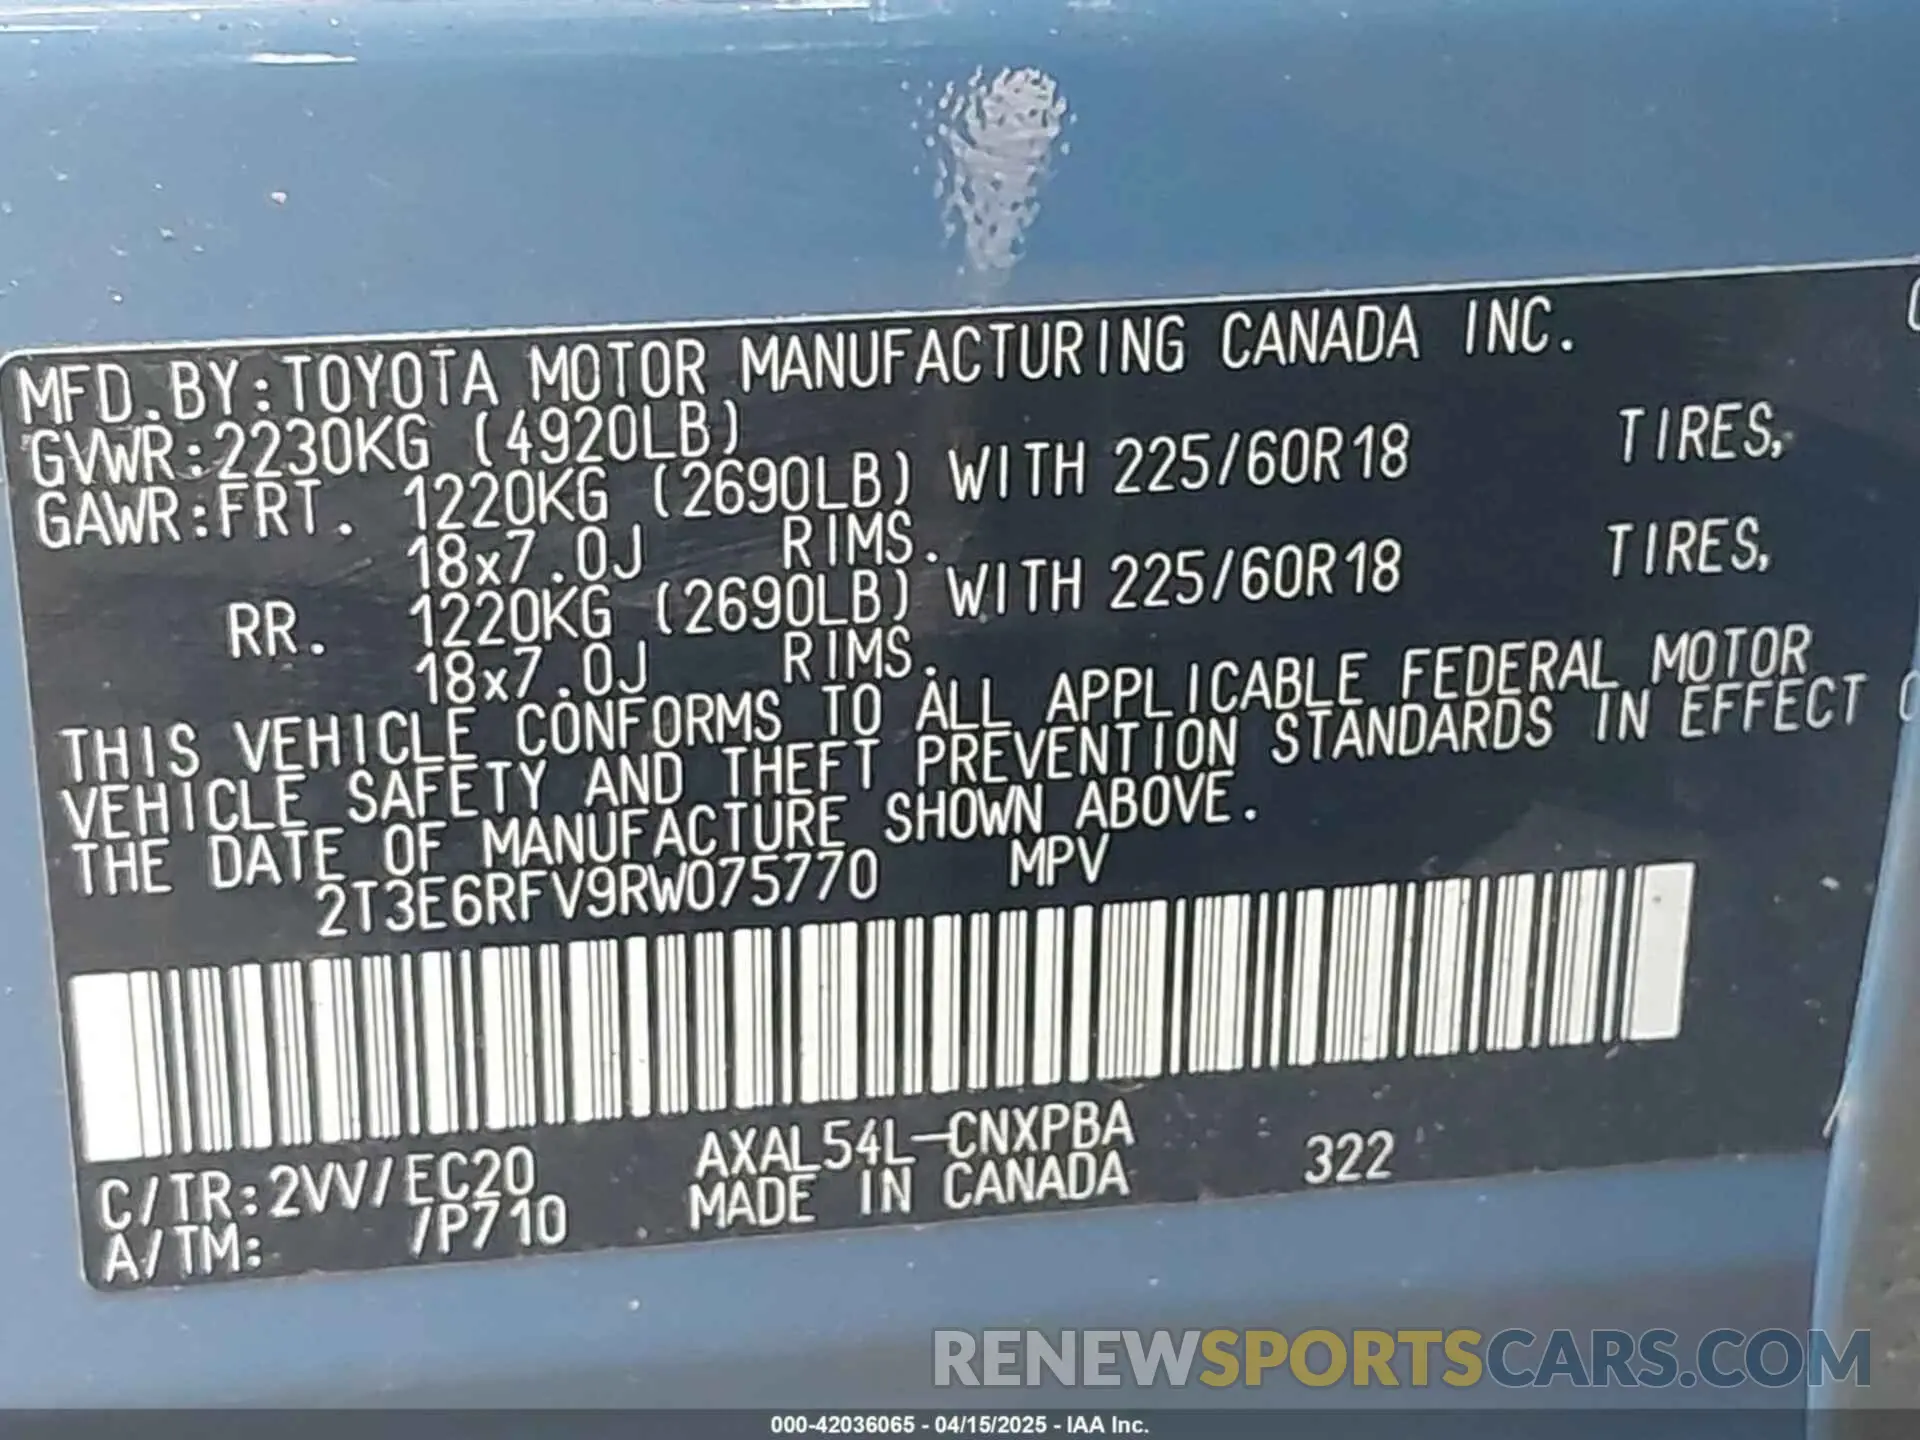 MFD.BY:TOYOTA MOTOR MANUFACTURING CANADA INC.
GVWR:2230KG (4920LB)
GAWR:FRT. 1220KG (2690LB) WITH 225/60R18 TIRES,
18x7.0J RIMS.
RR. 1220KG (2690LB) WITH 225/60R18 TIRES,
18x7.0J RIMS.
THIS VEHICLE CONFORMS TO ALL APPLICABLE FEDERAL MOTOR
VEHICLE SAFETY AND THEFT PREVENTION STANDARDS IN EFFECT
THE DATE OF MANUFACTURE SHOWN ABOVE.
2T3E6RFV9RW075770 MPV
C/TR:2VV/EC20 AXAL54L-CNXPBA 322
A/TM: /P710 MADE IN CANADA
RENEWSPORTSCARS.COM
000-42036065 - 04/15/2025 - IAA Inc.